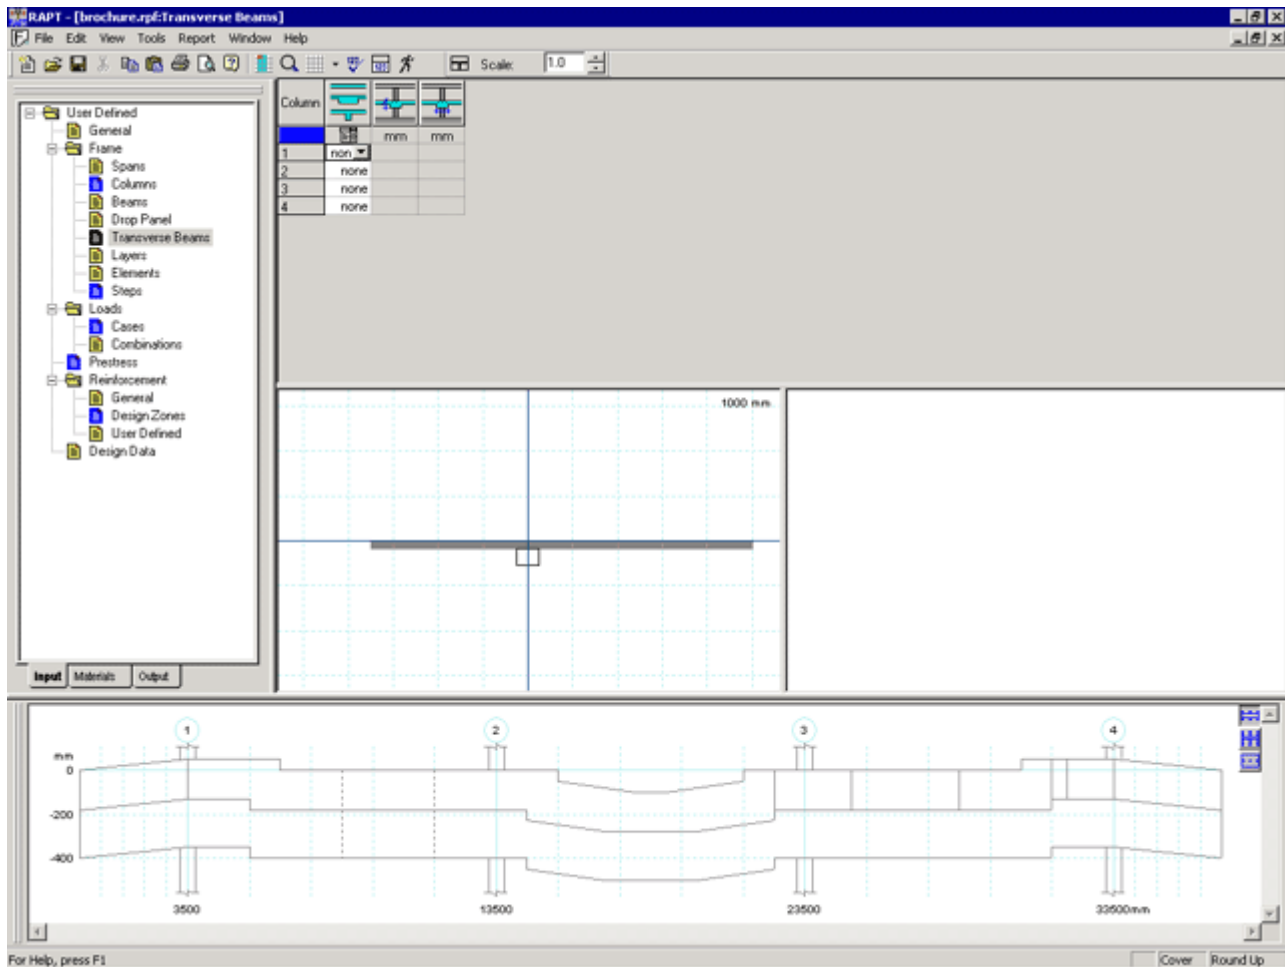 RAPT - [brochure.rpf:Transverse Beams]
File Edit View Tools Report Window Help
Scale: 1.0
User Defined
General
Frame
Spans
Columns
Beams
Drop Panel
Transverse Beams
Layers
Elements
Steps
Loads
Cases
Combinations
Prestress
Reinforcement
General
Design Zones
User Defined
Design Data
Input Materials Output
Column
mm mm
1 non
2 none
3 none
4 none
1000 mm
1 2 3 4
mm
0
-200
-400
3500 13500 23500 33500mm
For Help, press F1
Cover Round Up